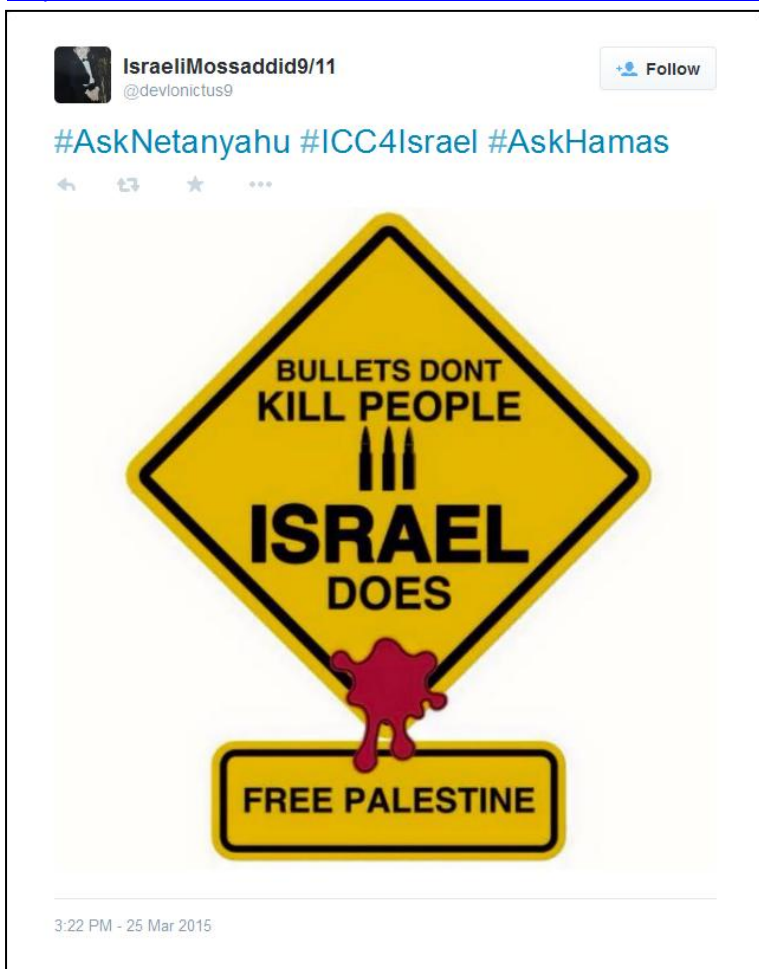 IsraeliMossaddid9/11
@devlonictus9
Follow
#AskNetanyahu #ICC4Israel #AskHamas
BULLETS DONT
KILL PEOPLE
ISRAEL
DOES
FREE PALESTINE
3:22 PM - 25 Mar 2015